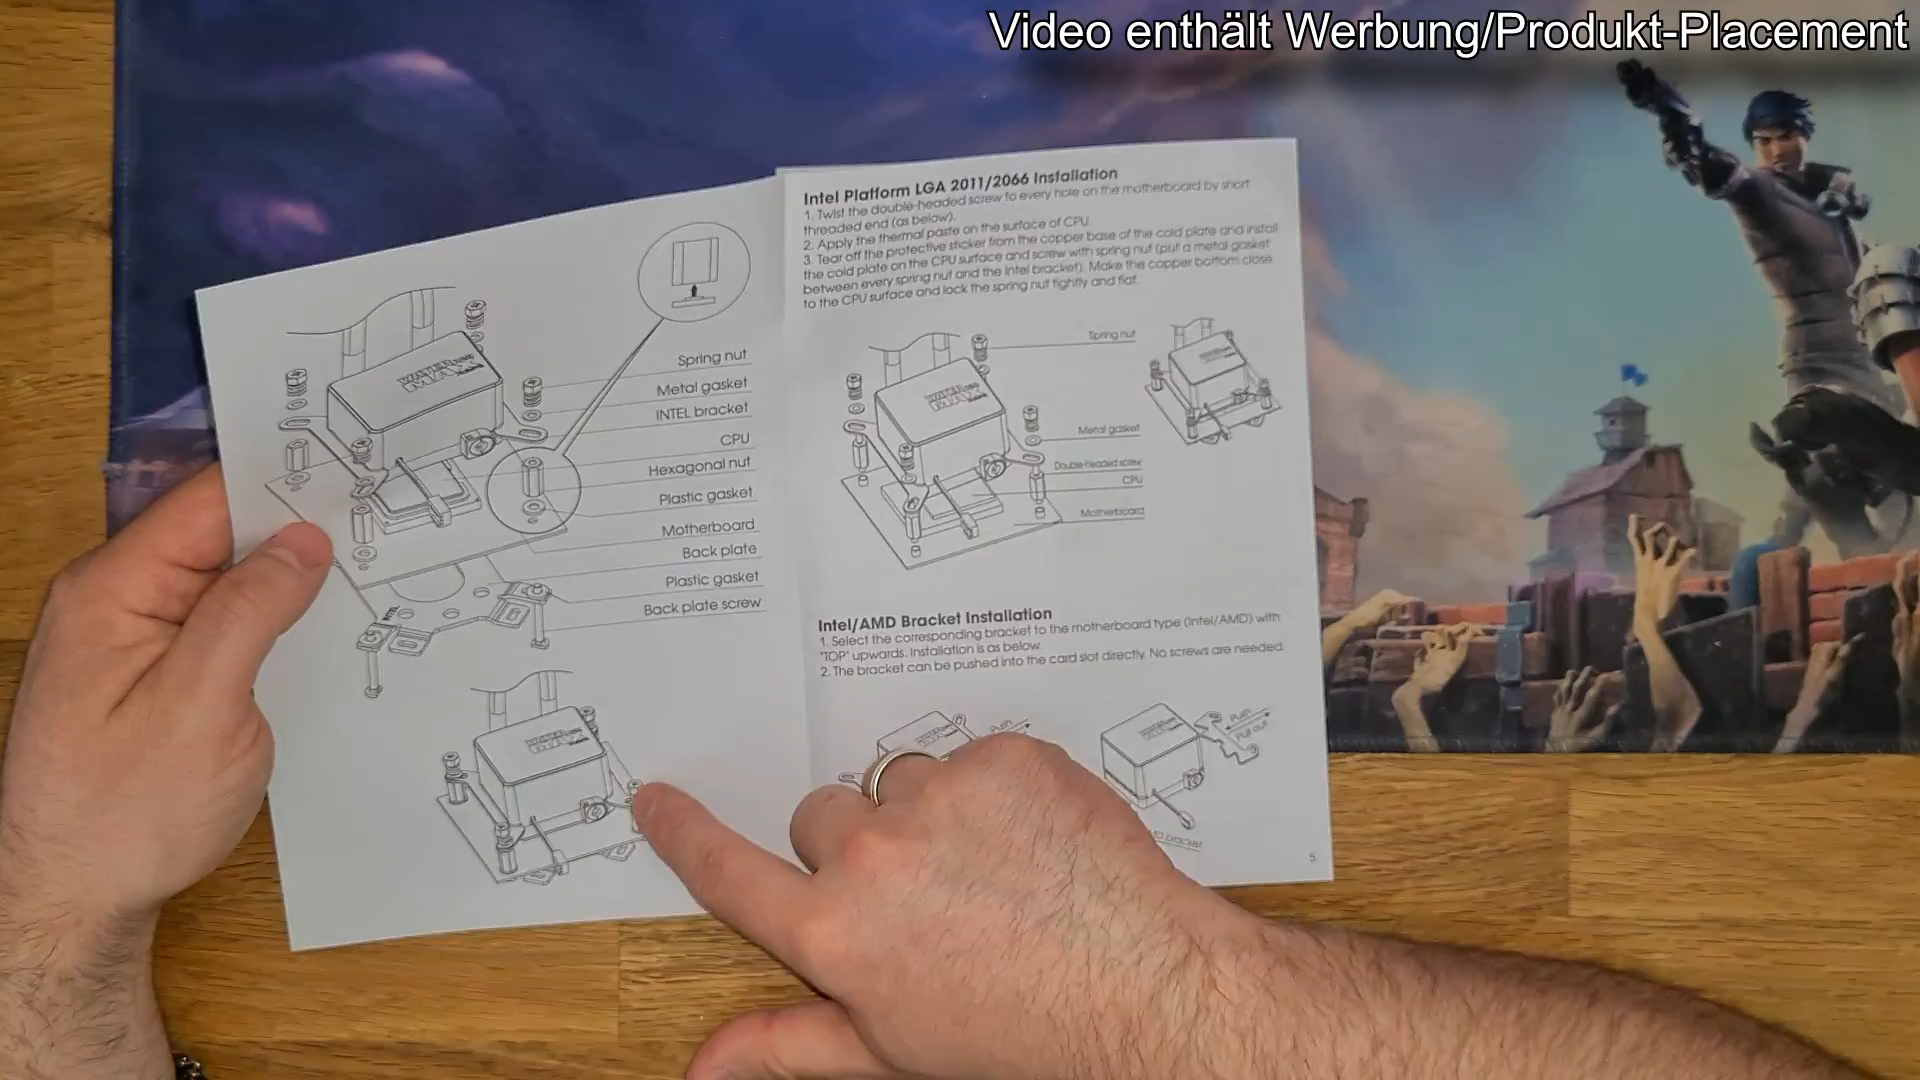 Video enthält Werbung/Produkt-Placement
Spring nut
Metal gasket
INTEL bracket
CPU
Hexagonal nut
Plastic gasket
Motherboard
Back plate
Plastic gasket
Back plate screw
Intel Platform LGA 2011/2066 Installation
1. Twist the double-headed screw to every hole on the motherboard by short
threaded end (as below).
2. Apply the thermal paste on the surface of CPU.
3. Tear off the protective sticker from the copper base of the cold plate and install
the cold plate on the CPU surface and screw with spring nut (put a metal gasket
between every spring nut and the Intel bracket). Make the copper bottom close
to the CPU surface and lock the spring nut tightly and flat.
Spring nut
Metal gasket
Double-headed screw
CPU
Motherboard
Intel/AMD Bracket Installation
1. Select the corresponding bracket to the motherboard type (Intel/AMD) with
"TOP" upwards. Installation is as below.
2. The bracket can be pushed into the card slot directly. No screws are needed.
Push
Push
Pull out
bracket
5